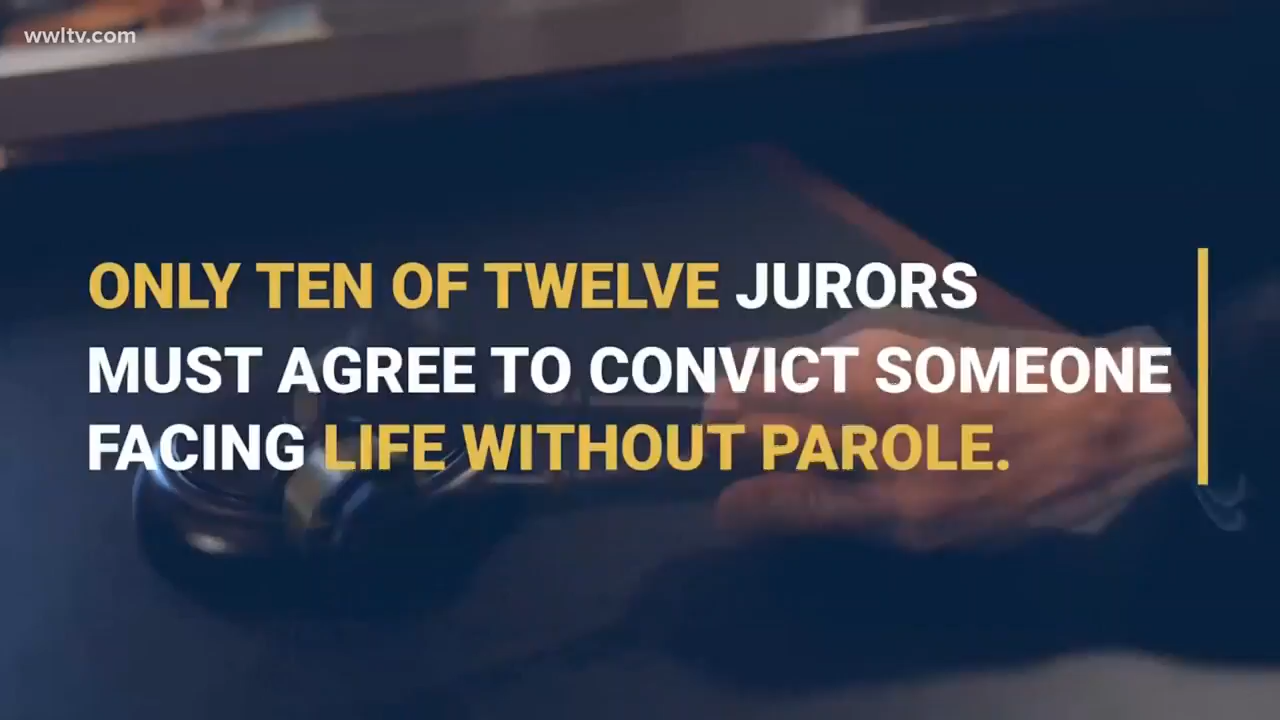 wwltv.com
ONLY TEN OF TWELVE JURORS
MUST AGREE TO CONVICT SOMEONE
FACING LIFE WITHOUT PAROLE.